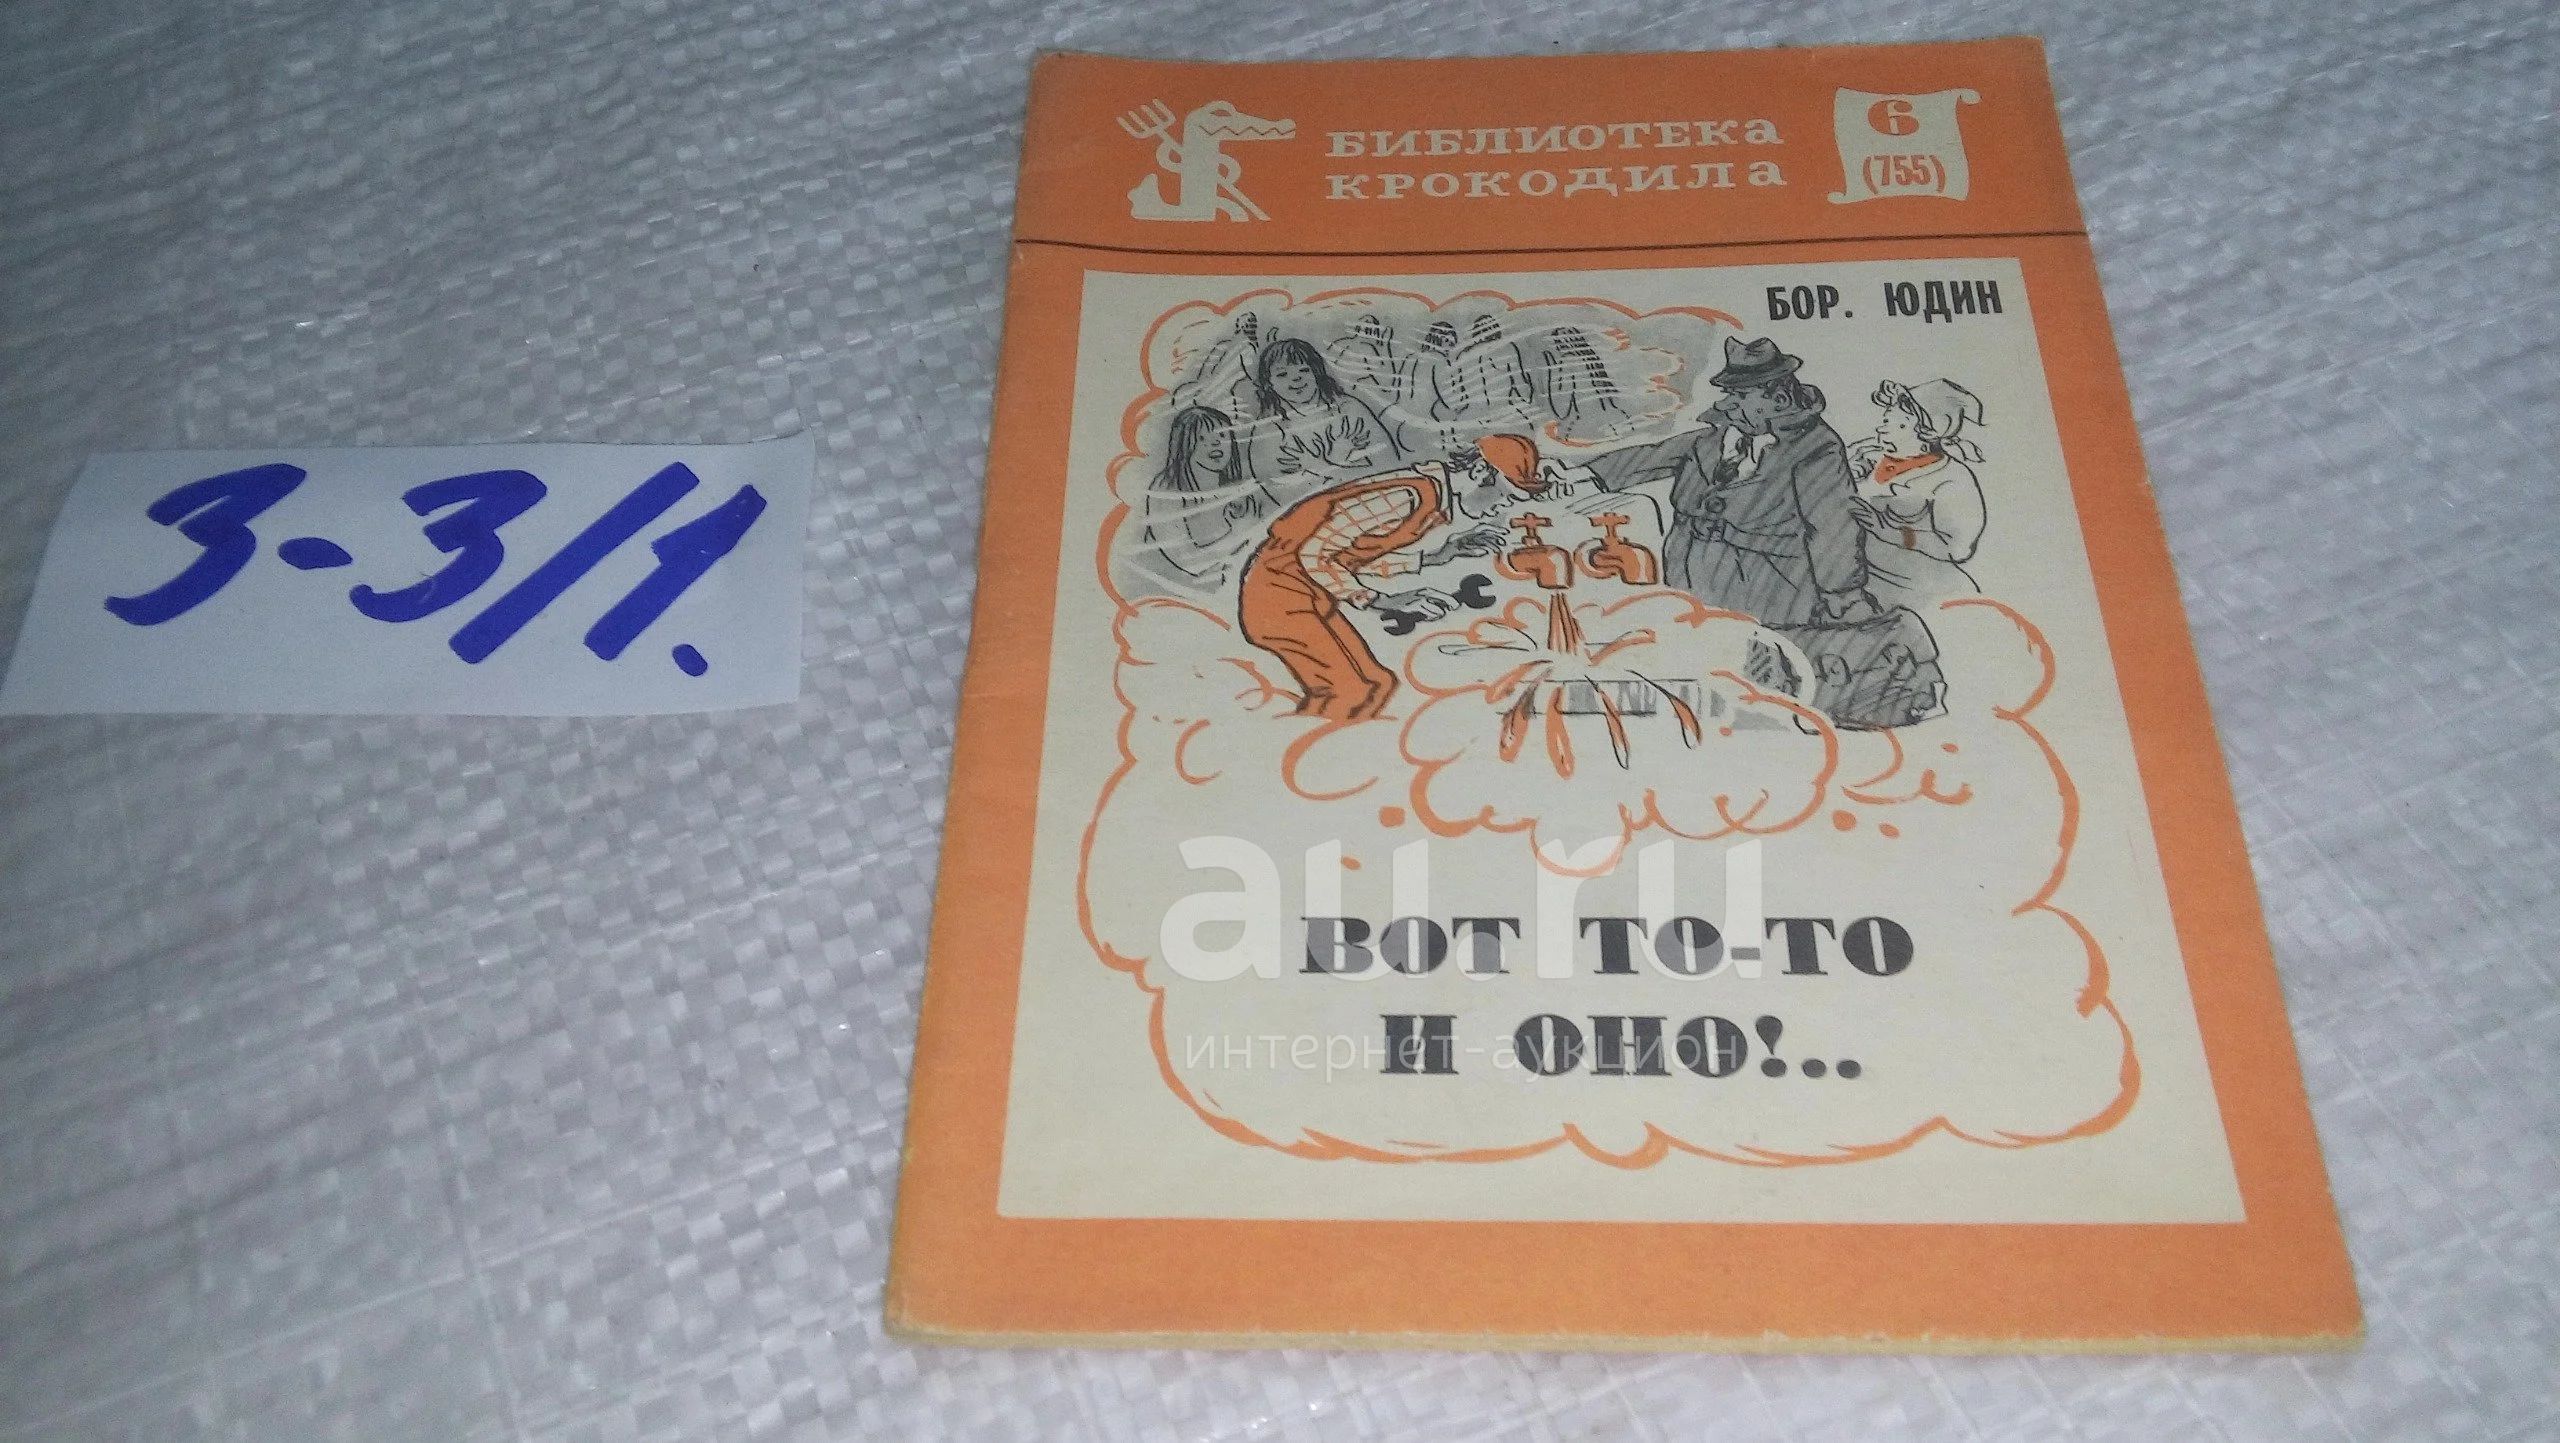 БИБЛИОТЕКА
КРОКОДИЛА
6
(755)
БОР. ЮДИН
ВОТ ТО-ТО
И ОНО!..
3-3/1.
au.ru
интернет-аукцион